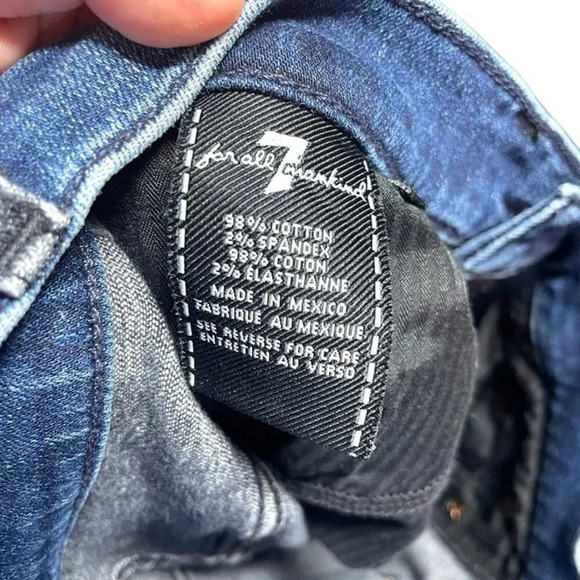 for all 7 mankind
98% COTTON
2% SPANDEX
98% COTON
2% ÉLASTHANNE
MADE IN MEXICO
FABRIQUE AU MEXIQUE
SEE REVERSE FOR CARE
ENTRETIEN AU VERSO